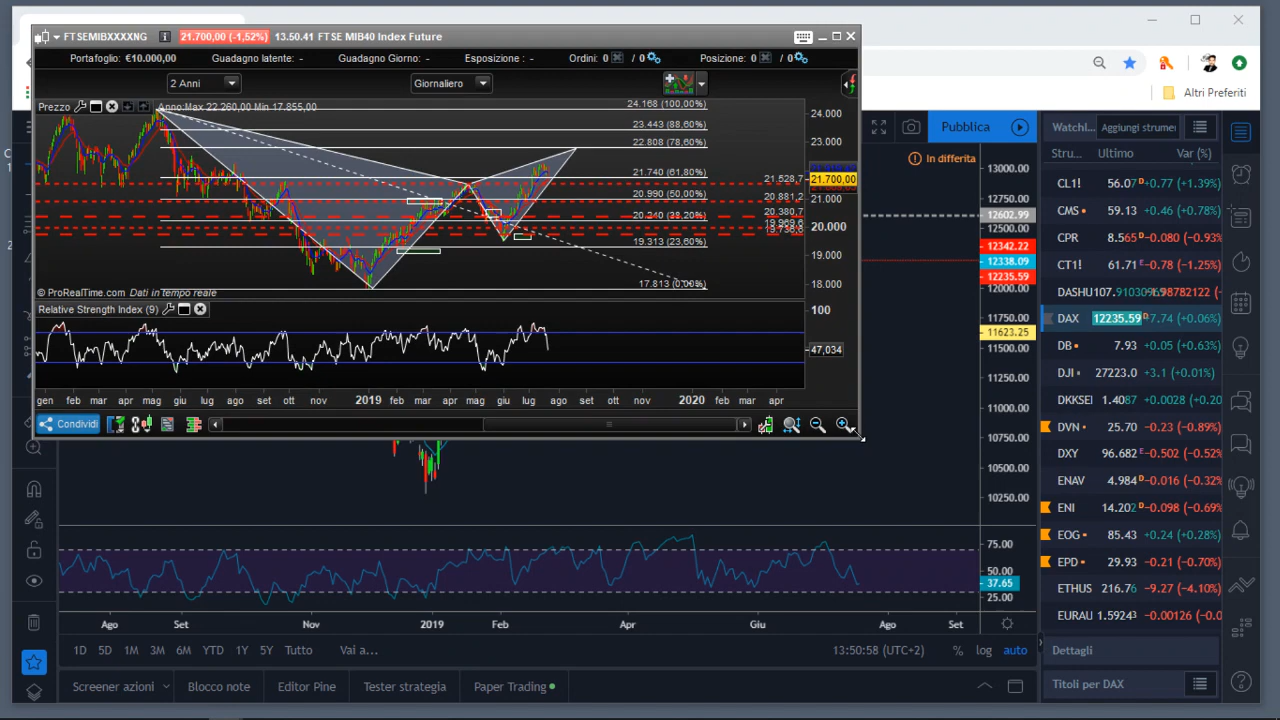 FTSEMIBXXXXNG 21.700,00 (-1,52%) 13.50.41 FTSE MIB40 Index Future
Portafoglio: €10.000,00 Guadagno latente: - Guadagno Giorno: - Esposizione : - Ordini: 0 / 0 Posizione: 0 / 0
2 Anni Giornaliero
Prezzo Anno:Max 22.260,00 Min 17.855,00
24.168 (100,00%)
23.443 (88,60%)
22.808 (78,60%)
21.740 (61,80%)
20.990 (50,00%)
20.240 (38,20%)
19.313 (23,60%)
17.813 (0,00%)
21.528,7
20.881,2
20.380,7
24.000
23.000
21.700,00
21.000
20.000
19.000
18.000
© ProRealTime.com Dati in tempo reale
Relative Strength Index (9)
100
47,034
gen feb mar apr mag giu lug ago set ott nov 2019 feb mar apr mag giu lug ago set ott nov 2020 feb mar apr
Condividi
Altri Preferiti
Pubblica
In differita
13000.00
12750.00
12602.99
12342.22
12338.09
12235.59
12000.00
11750.00
11623.25
11500.00
11250.00
11000.00
10750.00
10500.00
10250.00
75.00
50.00
37.65
25.00
Ago Set Nov 2019 Feb Apr Giu Ago Set
1D 5D 1M 3M 6M YTD 1Y 5Y Tutto Vai a... 13:50:58 (UTC+2) % log auto
Screener azioni Blocco note Editor Pine Tester strategia Paper Trading
Watchl... Aggiungi strumer
Stru... Ultimo Var (%)
CL1! 56.07 D +0.77 (+1.39%)
CMS 59.13 D +0.46 (+0.78%)
CPR 8.565 D -0.080 (-0.93%
CT1! 61.71 E -0.78 (-1.25%)
DAX 12235.59 D +7.74 (+0.06%)
DB 7.93 D +0.05 (+0.63%)
DJI 27223.0 D +3.1 (+0.01%)
DKKSEI 1.4087 +0.0028 (+0.20
DVN 25.70 D -0.23 (-0.89%)
DXY 96.682 E -0.502 (-0.52%)
ENAV 4.984 D -0.016 (-0.32%
ENI 14.202 D -0.098 (-0.69%
EOG 85.43 D +0.24 (+0.28%)
EPD 29.93 D -0.21 (-0.70%)
ETHUS 216.76 -9.27 (-4.10%)
EURAU 1.59243 -0.00126 (-0.0
Dettagli
Titoli per DAX